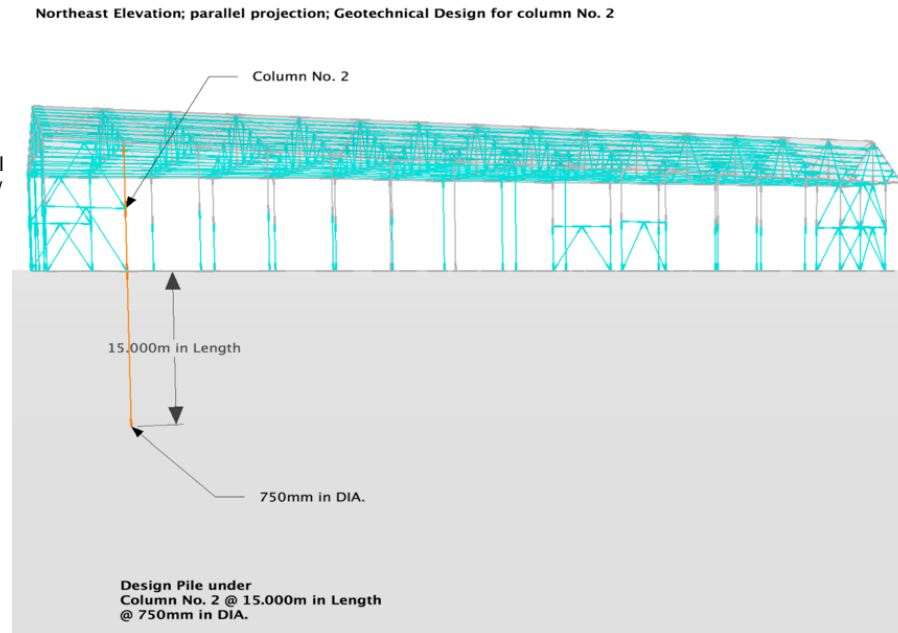 Northeast Elevation; parallel projection; Geotechnical Design for column No. 2
Column No. 2
15.000m in Length
750mm in DIA.
Design Pile under
Column No. 2 @ 15.000m in Length
@ 750mm in DIA.